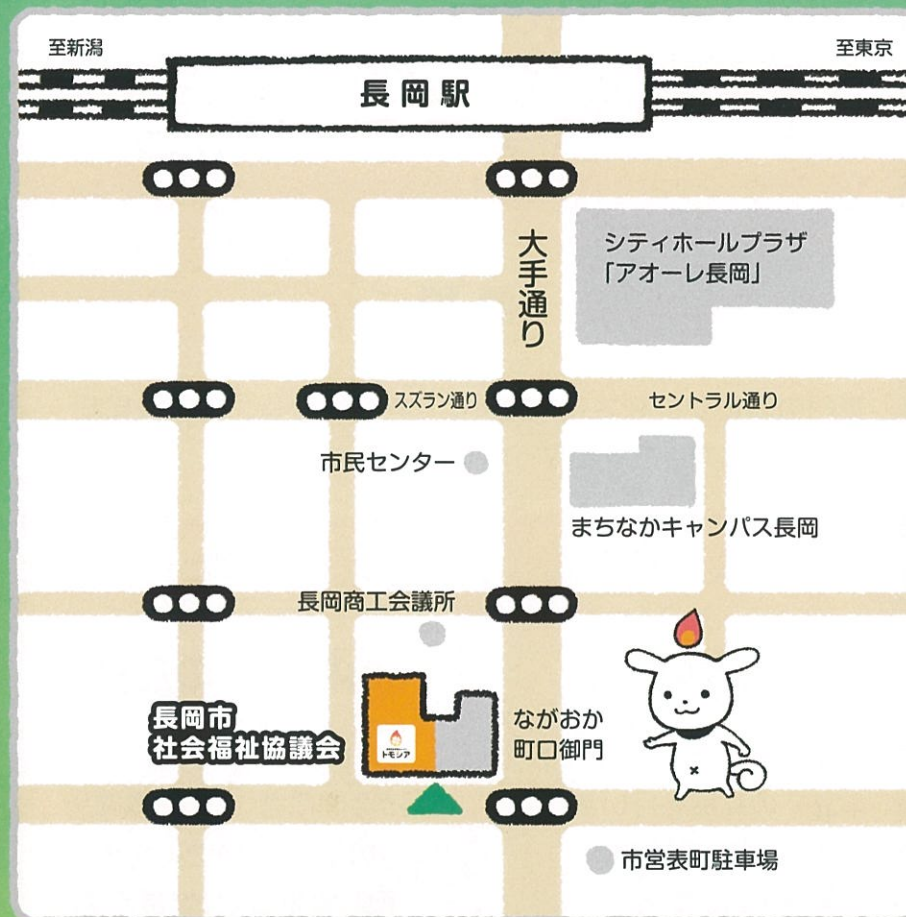 至新潟
至東京
長岡駅
大手通り
シティホールプラザ
「アオーレ長岡」
スズラン通り
セントラル通り
市民センター
まちなかキャンパス長岡
長岡商工会議所
長岡市
社会福祉協議会
トモシア
ながおか
町口御門
市営表町駐車場